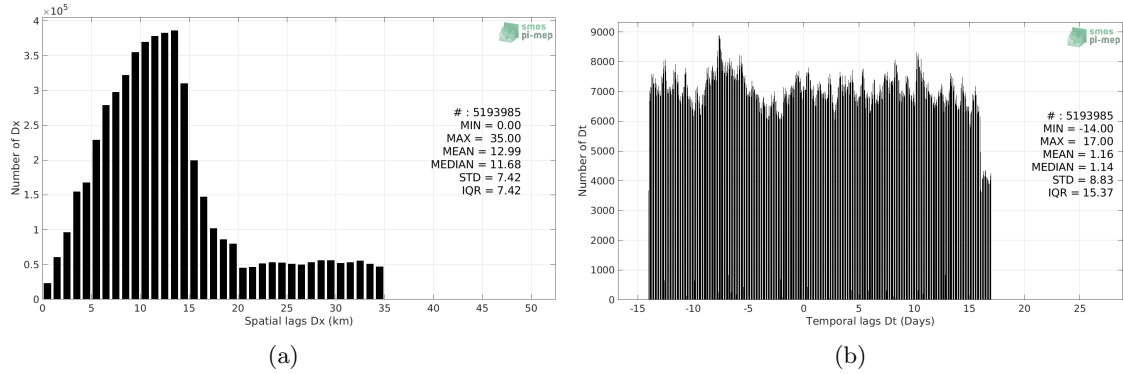 ×10⁵
4
3.5
3
2.5
2
1.5
1
0.5
0
Number of Dx
smos
pi-mep
# : 5193985
MIN = 0.00
MAX = 35.00
MEAN = 12.99
MEDIAN = 11.68
STD = 7.42
IQR = 7.42
0 5 10 15 20 25 30 35 40 45 50
Spatial lags Dx (km)
(a)
9000
8000
7000
6000
5000
4000
3000
2000
1000
0
Number of Dt
smos
pi-mep
# : 5193985
MIN = -14.00
MAX = 17.00
MEAN = 1.16
MEDIAN = 1.14
STD = 8.83
IQR = 15.37
-15 -10 -5 0 5 10 15 20 25
Temporal lags Dt (Days)
(b)